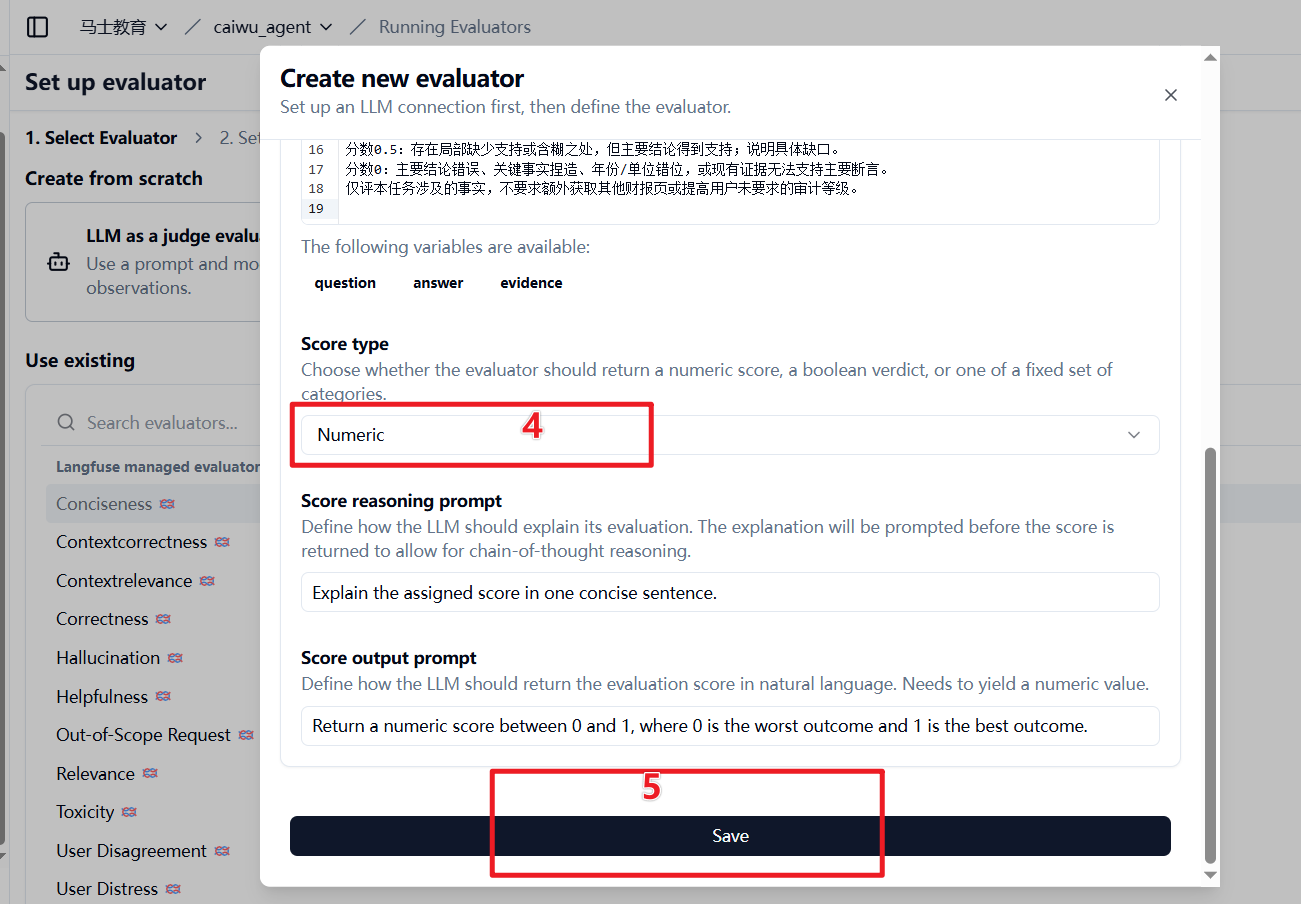 马士教育 / caiwu_agent / Running Evaluators
Set up evaluator
1. Select Evaluator > 2. Set
Create from scratch
LLM as a judge evalu
Use a prompt and mo
observations.
Use existing
Search evaluators...
Langfuse managed evaluator
Conciseness
Contextcorrectness
Contextrelevance
Correctness
Hallucination
Helpfulness
Out-of-Scope Request
Relevance
Toxicity
User Disagreement
User Distress
Create new evaluator
Set up an LLM connection first, then define the evaluator.
16 分数0.5：存在局部缺少支持或含糊之处，但主要结论得到支持；说明具体缺口。
17 分数0：主要结论错误、关键事实捏造、年份/单位错位，或现有证据无法支持主要断言。
18 仅评本任务涉及的事实，不要求额外获取其他财报页或提高用户未要求的审计等级。
19
The following variables are available:
question answer evidence
Score type
Choose whether the evaluator should return a numeric score, a boolean verdict, or one of a fixed set of
categories.
4
Numeric
Score reasoning prompt
Define how the LLM should explain its evaluation. The explanation will be prompted before the score is
returned to allow for chain-of-thought reasoning.
Explain the assigned score in one concise sentence.
Score output prompt
Define how the LLM should return the evaluation score in natural language. Needs to yield a numeric value.
Return a numeric score between 0 and 1, where 0 is the worst outcome and 1 is the best outcome.
5
Save